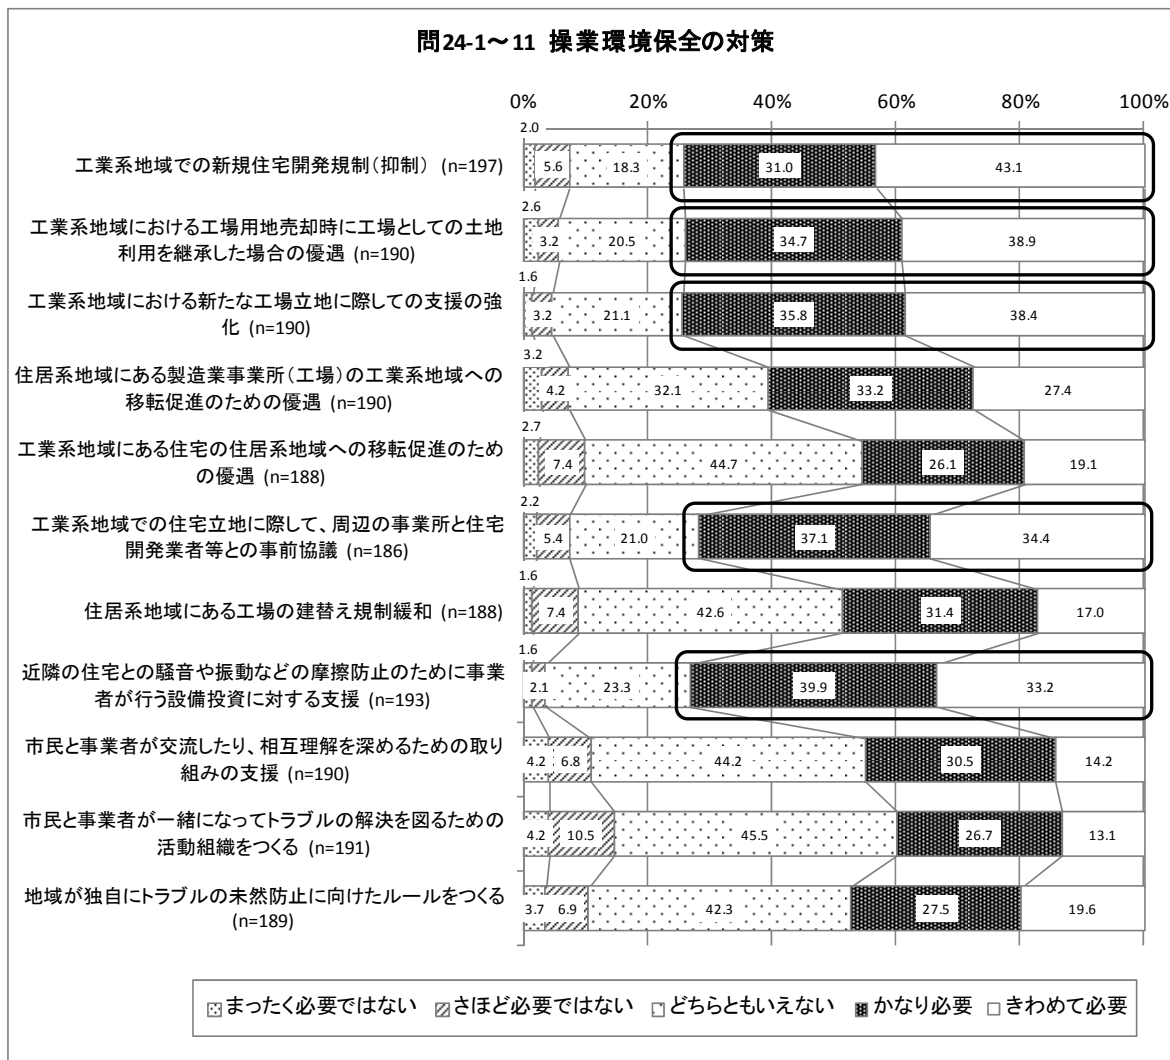 問24-1～11 操業環境保全の対策
0% 20% 40% 60% 80% 100%
2.0
工業系地域での新規住宅開発規制(抑制) (n=197)
5.6 18.3 31.0 43.1
2.6
工業系地域における工場用地売却時に工場としての土地
利用を継承した場合の優遇 (n=190)
3.2 20.5 34.7 38.9
1.6
工業系地域における新たな工場立地に際しての支援の強
化 (n=190)
3.2 21.1 35.8 38.4
3.2
住居系地域にある製造業事業所(工場)の工業系地域への
移転促進のための優遇 (n=190)
4.2 32.1 33.2 27.4
2.7
工業系地域にある住宅の住居系地域への移転促進のため
の優遇 (n=188)
7.4 44.7 26.1 19.1
2.2
工業系地域での住宅立地に際して、周辺の事業所と住宅
開発業者等との事前協議 (n=186)
5.4 21.0 37.1 34.4
1.6
住居系地域にある工場の建替え規制緩和 (n=188)
7.4 42.6 31.4 17.0
1.6
近隣の住宅との騒音や振動などの摩擦防止のために事業
者が行う設備投資に対する支援 (n=193)
2.1 23.3 39.9 33.2
市民と事業者が交流したり、相互理解を深めるための取り
組みの支援 (n=190)
4.2 6.8 44.2 30.5 14.2
市民と事業者が一緒になってトラブルの解決を図るための
活動組織をつくる (n=191)
4.2 10.5 45.5 26.7 13.1
地域が独自にトラブルの未然防止に向けたルールをつくる
(n=189)
3.7 6.9 42.3 27.5 19.6
まったく必要ではない さほど必要ではない どちらともいえない かなり必要 きわめて必要